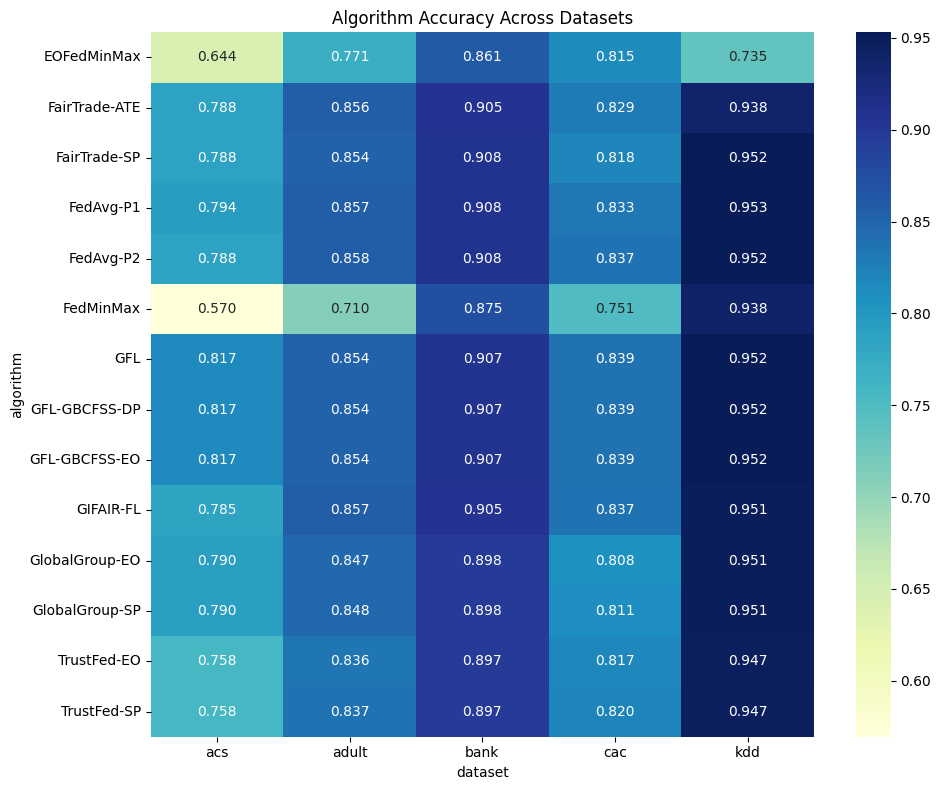 Algorithm Accuracy Across Datasets
algorithm
EOFedMinMax 0.644 0.771 0.861 0.815 0.735
FairTrade-ATE 0.788 0.856 0.905 0.829 0.938
FairTrade-SP 0.788 0.854 0.908 0.818 0.952
FedAvg-P1 0.794 0.857 0.908 0.833 0.953
FedAvg-P2 0.788 0.858 0.908 0.837 0.952
FedMinMax 0.570 0.710 0.875 0.751 0.938
GFL 0.817 0.854 0.907 0.839 0.952
GFL-GBCFSS-DP 0.817 0.854 0.907 0.839 0.952
GFL-GBCFSS-EO 0.817 0.854 0.907 0.839 0.952
GIFAIR-FL 0.785 0.857 0.905 0.837 0.951
GlobalGroup-EO 0.790 0.847 0.898 0.808 0.951
GlobalGroup-SP 0.790 0.848 0.898 0.811 0.951
TrustFed-EO 0.758 0.836 0.897 0.817 0.947
TrustFed-SP 0.758 0.837 0.897 0.820 0.947
acs adult bank cac kdd
dataset
0.95
0.90
0.85
0.80
0.75
0.70
0.65
0.60